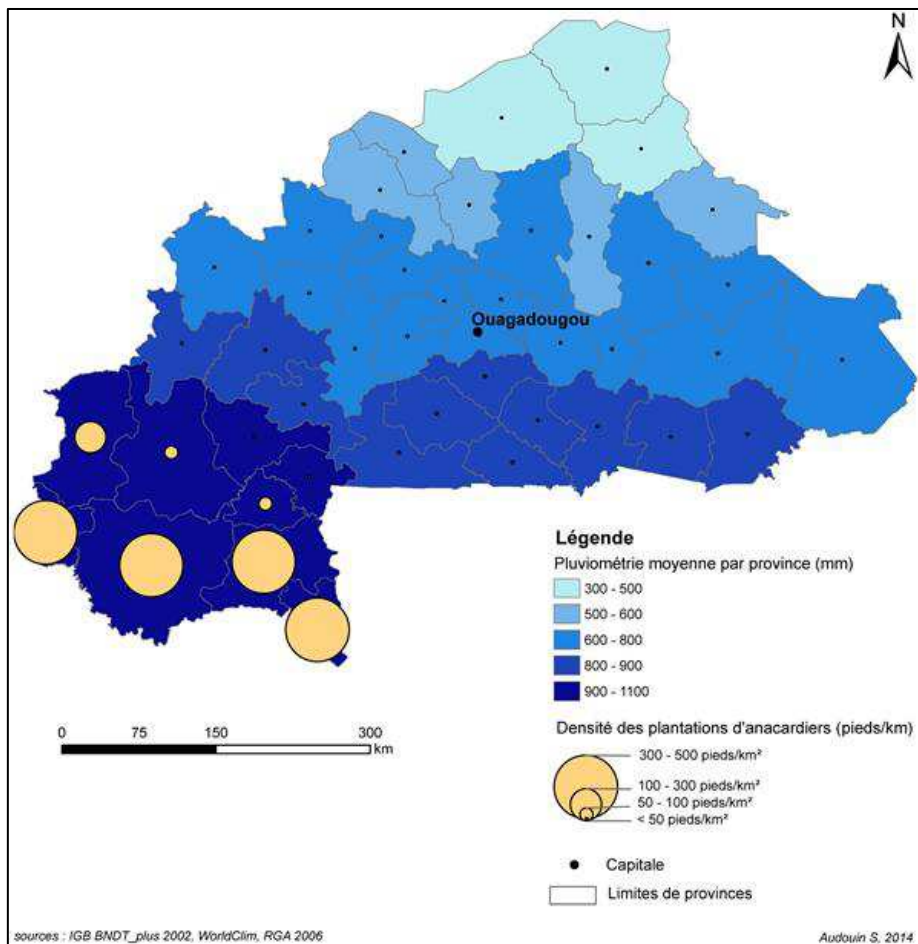 N
Ouagadougou
Légende
Pluviométrie moyenne par province (mm)
300 - 500
500 - 600
600 - 800
800 - 900
900 - 1100
0 75 150 300
km
Densité des plantations d'anacardiers (pieds/km)
300 - 500 pieds/km²
100 - 300 pieds/km²
50 - 100 pieds/km²
< 50 pieds/km²
Capitale
Limites de provinces
sources : IGB BNDT_plus 2002, WorldClim, RGA 2006
Audouin S. 2014